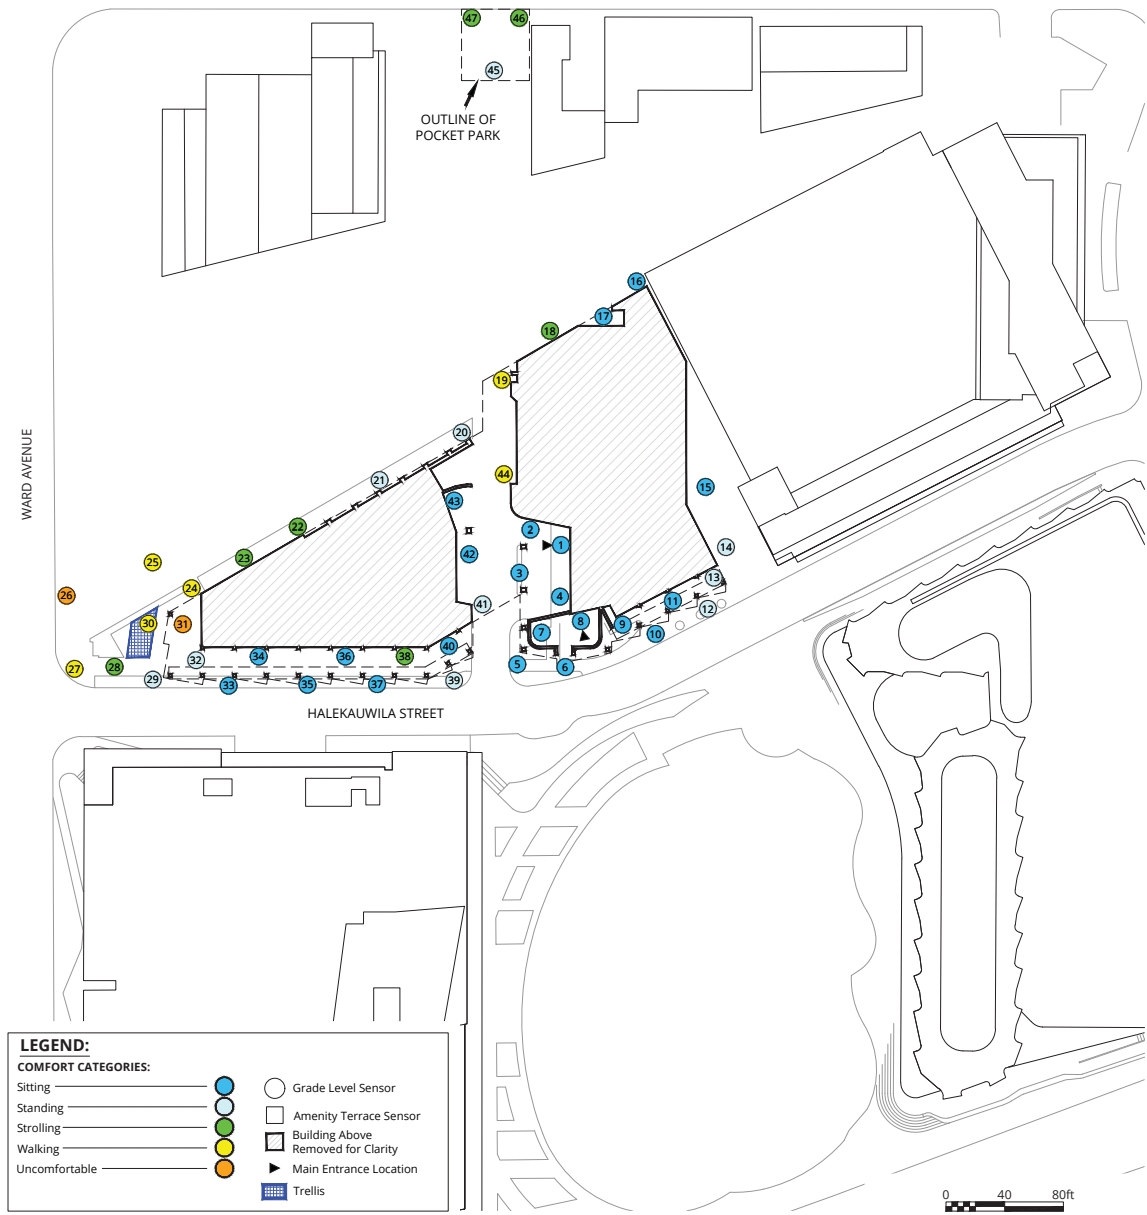 47
46
45
OUTLINE OF
POCKET PARK
16
17
18
19
20
21
44
15
43
22
2
1
14
42
23
25
3
13
24
26
4
11
12
41
30
31
8
9
7
10
40
32
34
36
38
5
6
27
28
29
33
35
37
39
WARD AVENUE
HALEKAUWILA STREET
LEGEND:
COMFORT CATEGORIES:
Sitting
Standing
Strolling
Walking
Uncomfortable
Grade Level Sensor
Amenity Terrace Sensor
Building Above
Removed for Clarity
Main Entrance Location
Trellis
0 40 80ft